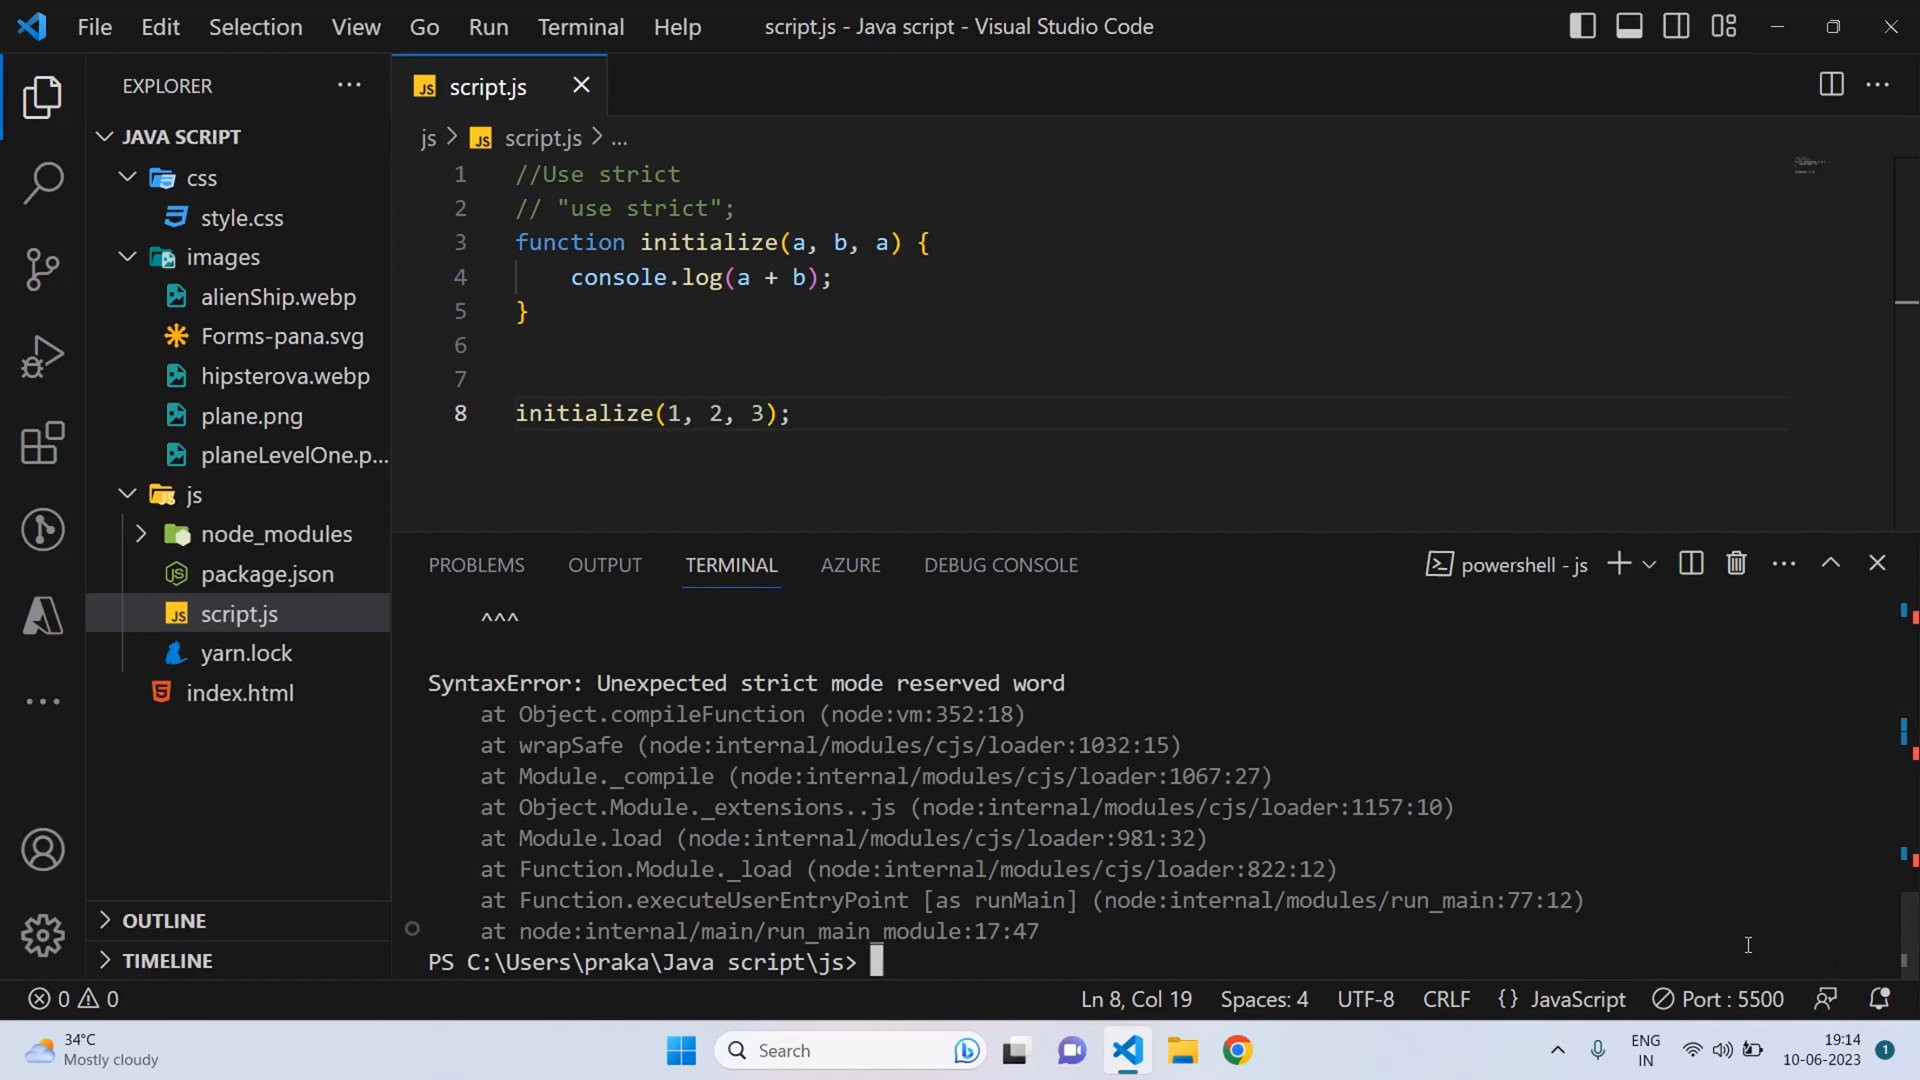 File Edit Selection View Go Run Terminal Help script.js - Java script - Visual Studio Code
EXPLORER
JAVA SCRIPT
css
style.css
images
alienShip.webp
Forms-pana.svg
hipsterova.webp
plane.png
planeLevelOne.p...
js
node_modules
package.json
script.js
yarn.lock
index.html
OUTLINE
TIMELINE
JS script.js
js > JS script.js > ...
1 //Use strict
2 // "use strict";
3 function initialize(a, b, a) {
4 console.log(a + b);
5 }
6
7
8 initialize(1, 2, 3);
PROBLEMS OUTPUT TERMINAL AZURE DEBUG CONSOLE powershell - js
^^^
SyntaxError: Unexpected strict mode reserved word
at Object.compileFunction (node:vm:352:18)
at wrapSafe (node:internal/modules/cjs/loader:1032:15)
at Module._compile (node:internal/modules/cjs/loader:1067:27)
at Object.Module._extensions..js (node:internal/modules/cjs/loader:1157:10)
at Module.load (node:internal/modules/cjs/loader:981:32)
at Function.Module._load (node:internal/modules/cjs/loader:822:12)
at Function.executeUserEntryPoint [as runMain] (node:internal/modules/run_main:77:12)
at node:internal/main/run_main_module:17:47
PS C:\Users\praka\Java script\js>
0 0 Ln 8, Col 19 Spaces: 4 UTF-8 CRLF {} JavaScript Port : 5500
34°C
Mostly cloudy
Search
ENG
IN
19:14
10-06-2023
1